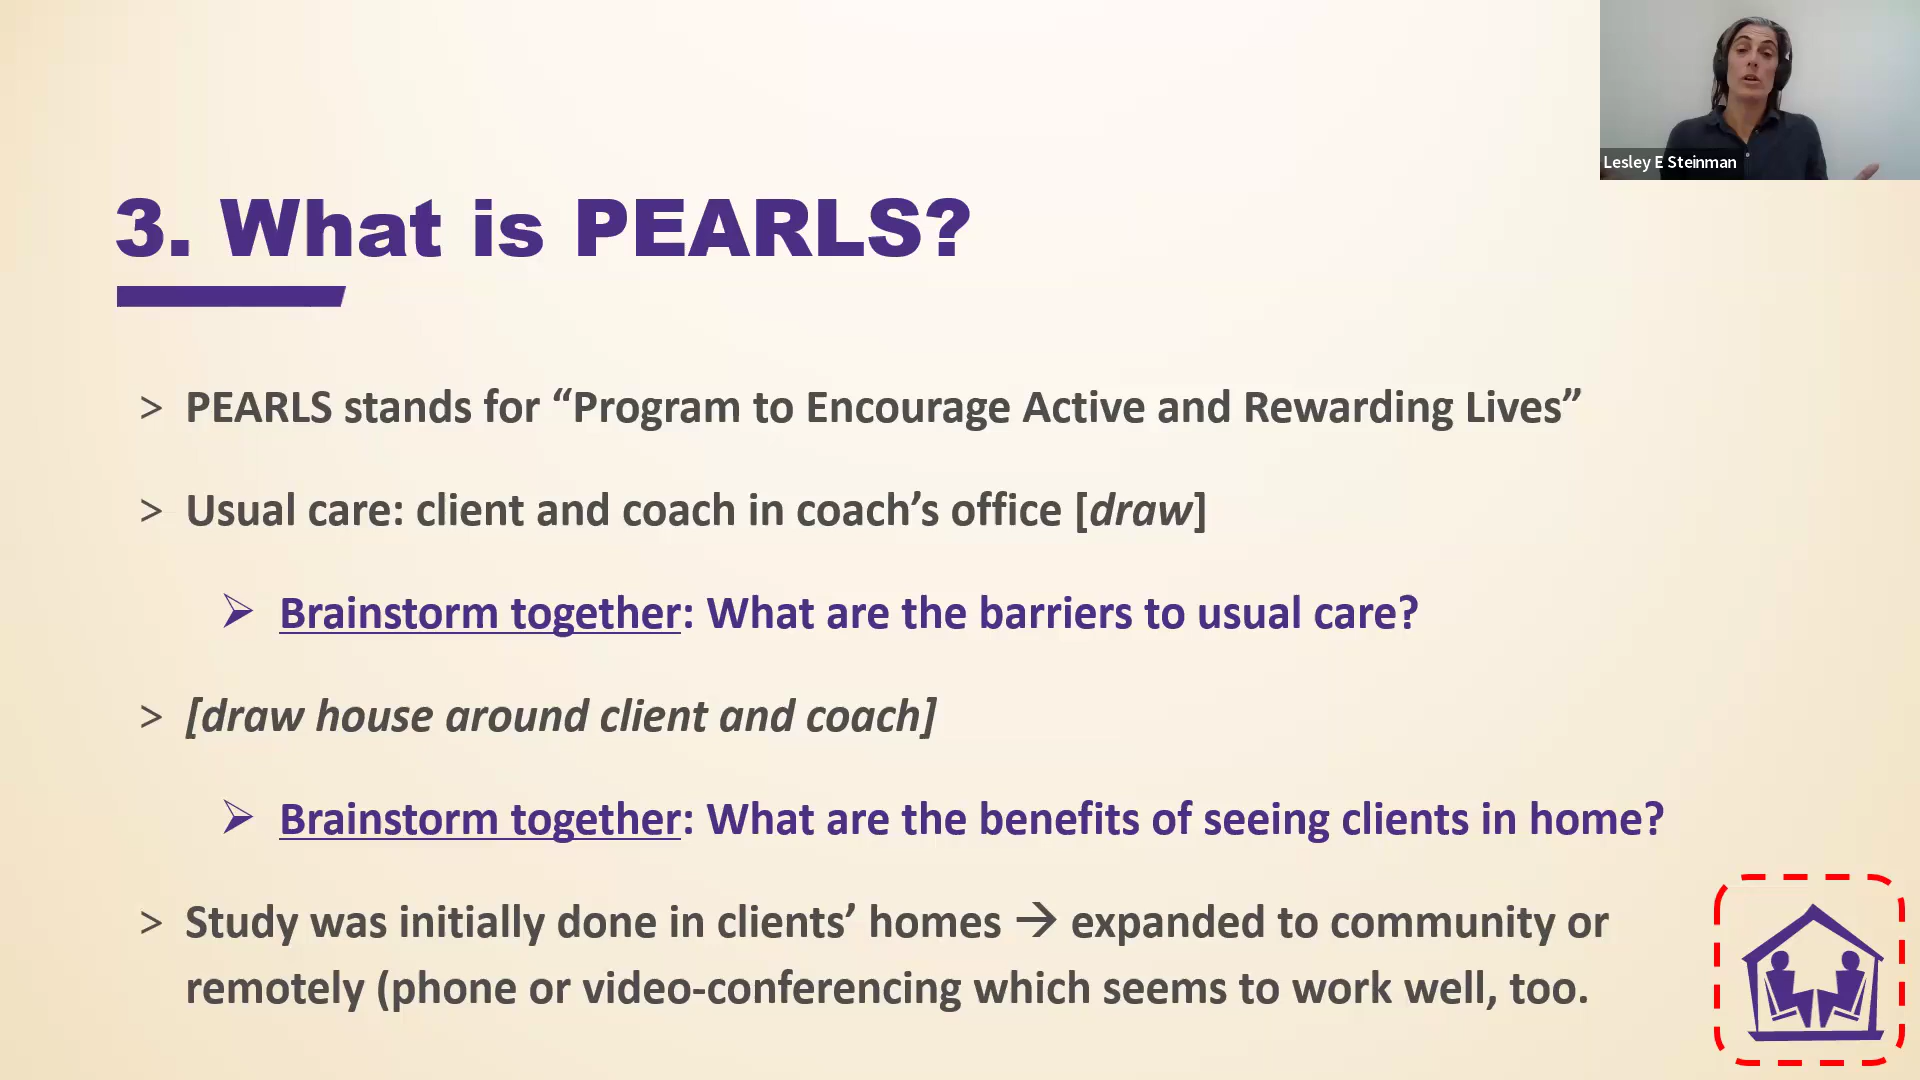 Lesley E Steinman
3. What is PEARLS?
> PEARLS stands for “Program to Encourage Active and Rewarding Lives”
> Usual care: client and coach in coach’s office [draw]
➢ Brainstorm together: What are the barriers to usual care?
> [draw house around client and coach]
➢ Brainstorm together: What are the benefits of seeing clients in home?
> Study was initially done in clients’ homes → expanded to community or
remotely (phone or video-conferencing which seems to work well, too.